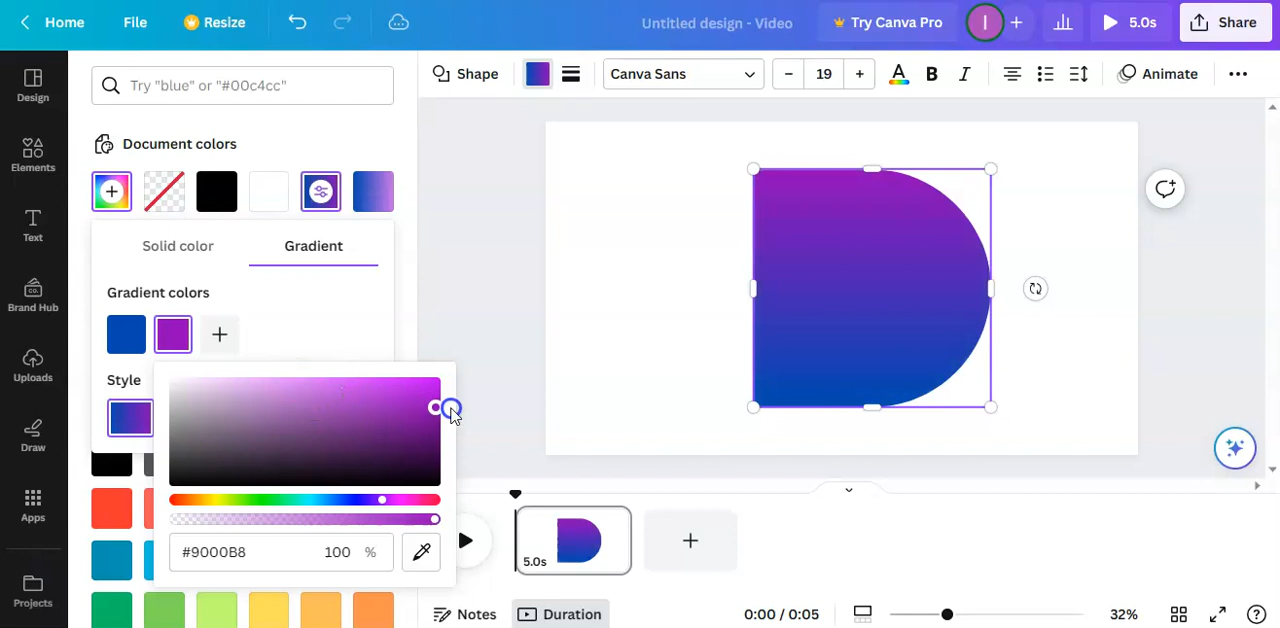 Home
File
Resize
Untitled design - Video
Try Canva Pro
I
5.0s
Share
Design
Elements
Text
Brand Hub
CO.
Uploads
Draw
Apps
Projects
Try "blue" or "#00c4cc"
Shape
Canva Sans
19
A
B
I
Animate
Document colors
Solid color
Gradient
Gradient colors
Style
#9000B8
100
%
5.0s
Notes
Duration
0:00 / 0:05
32%